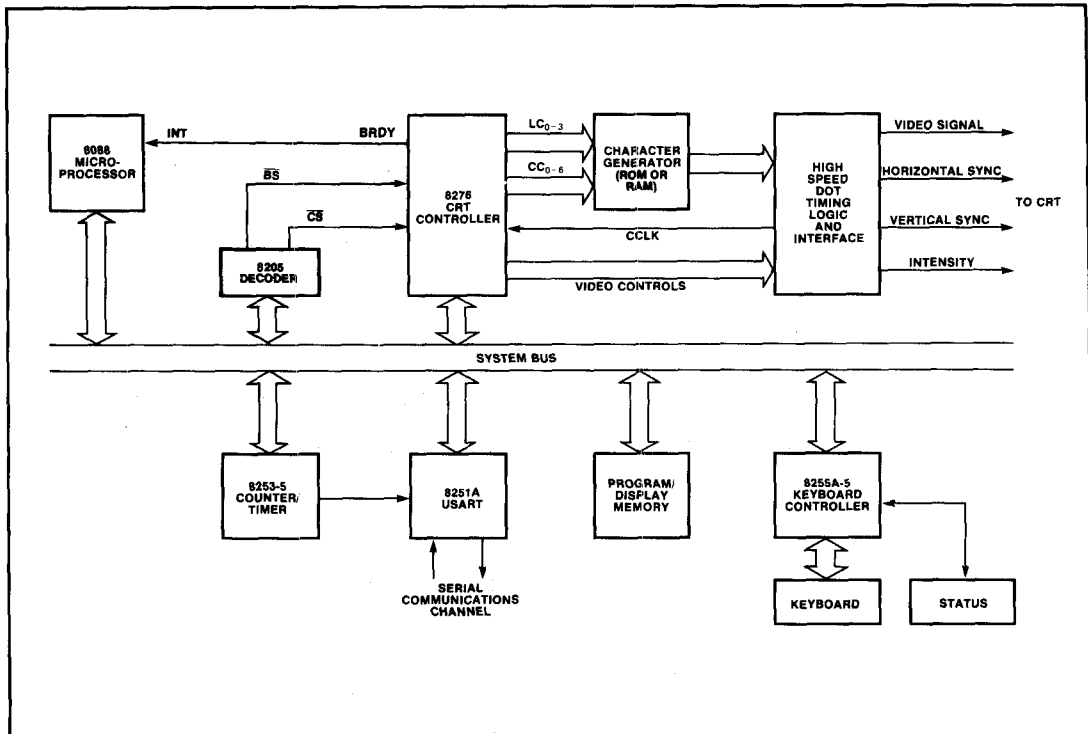 8088
MICRO-
PROCESSOR
INT
BRDY
BS
CS
8205
DECODER
8276
CRT
CONTROLLER
LC0-3
CC0-6
CHARACTER
GENERATOR
(ROM OR
RAM)
CCLK
VIDEO CONTROLS
HIGH
SPEED
DOT
TIMING
LOGIC
AND
INTERFACE
VIDEO SIGNAL
HORIZONTAL SYNC
VERTICAL SYNC
INTENSITY
TO CRT
SYSTEM BUS
8253-5
COUNTER/
TIMER
8251A
USART
SERIAL
COMMUNICATIONS
CHANNEL
PROGRAM/
DISPLAY
MEMORY
8255A-5
KEYBOARD
CONTROLLER
KEYBOARD
STATUS